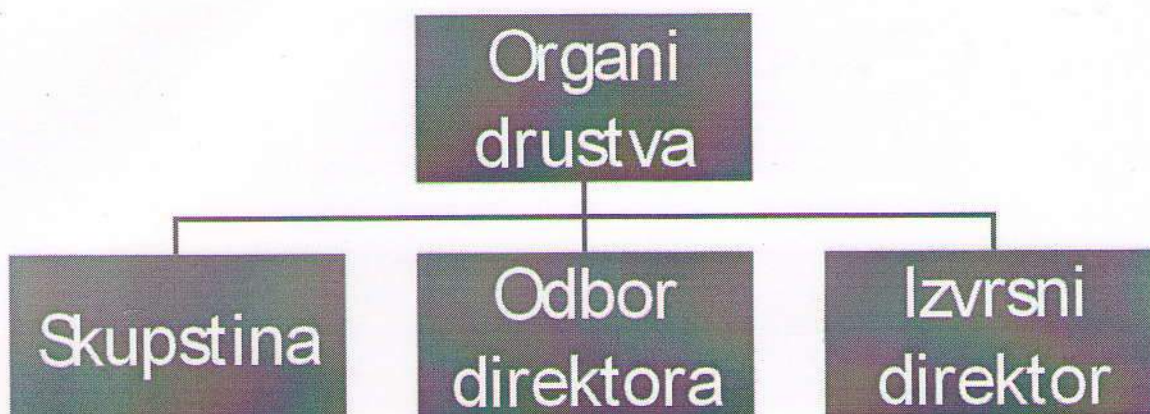 Organi
drustva
Skupstina
Odbor
direktora
Izvrsni
direktor